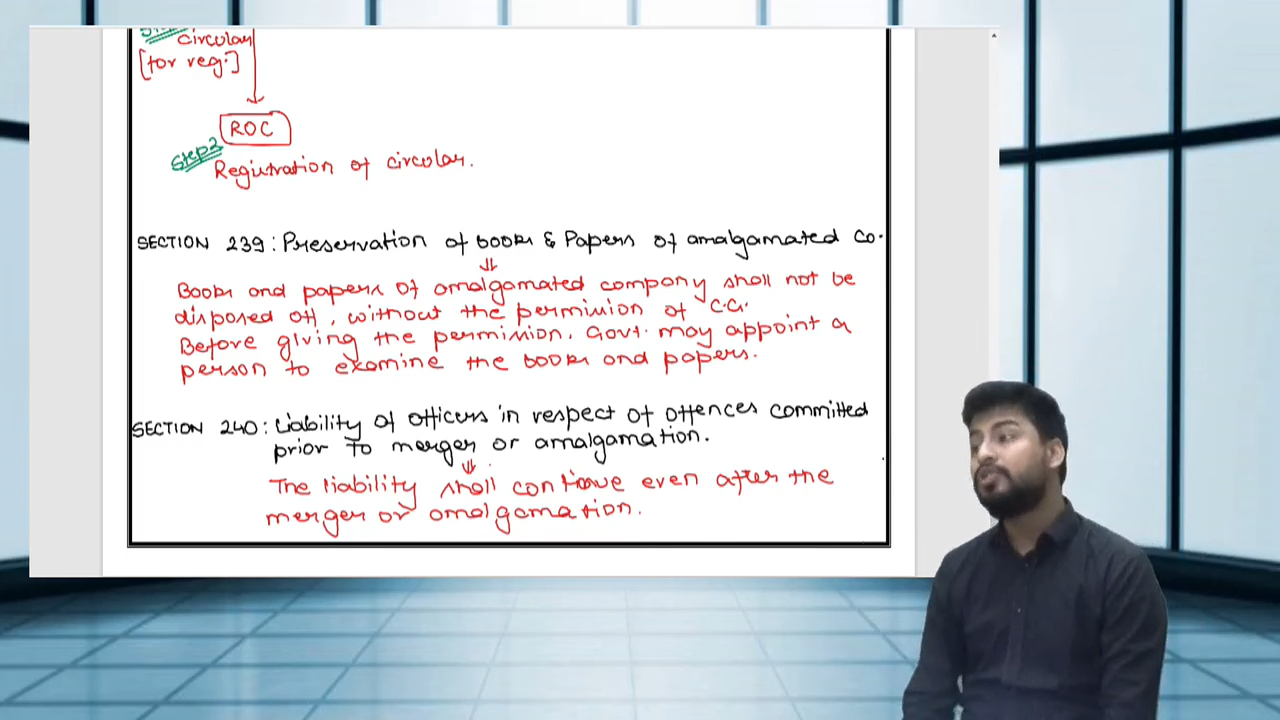 circular
[for reg.]
ROC
Step2
Registration of circular.
SECTION 239: Preservation of books & Papers of amalgamated co.
Books and papers of amalgamated company shall not be
disposed off, without the permission of C.G.
Before giving the permission. Govt. may appoint a
person to examine the books and papers.
SECTION 240: Liability of officers in respect of offences committed
prior to merger or amalgamation.
The liability shall continue even after the
merger or amalgamation.